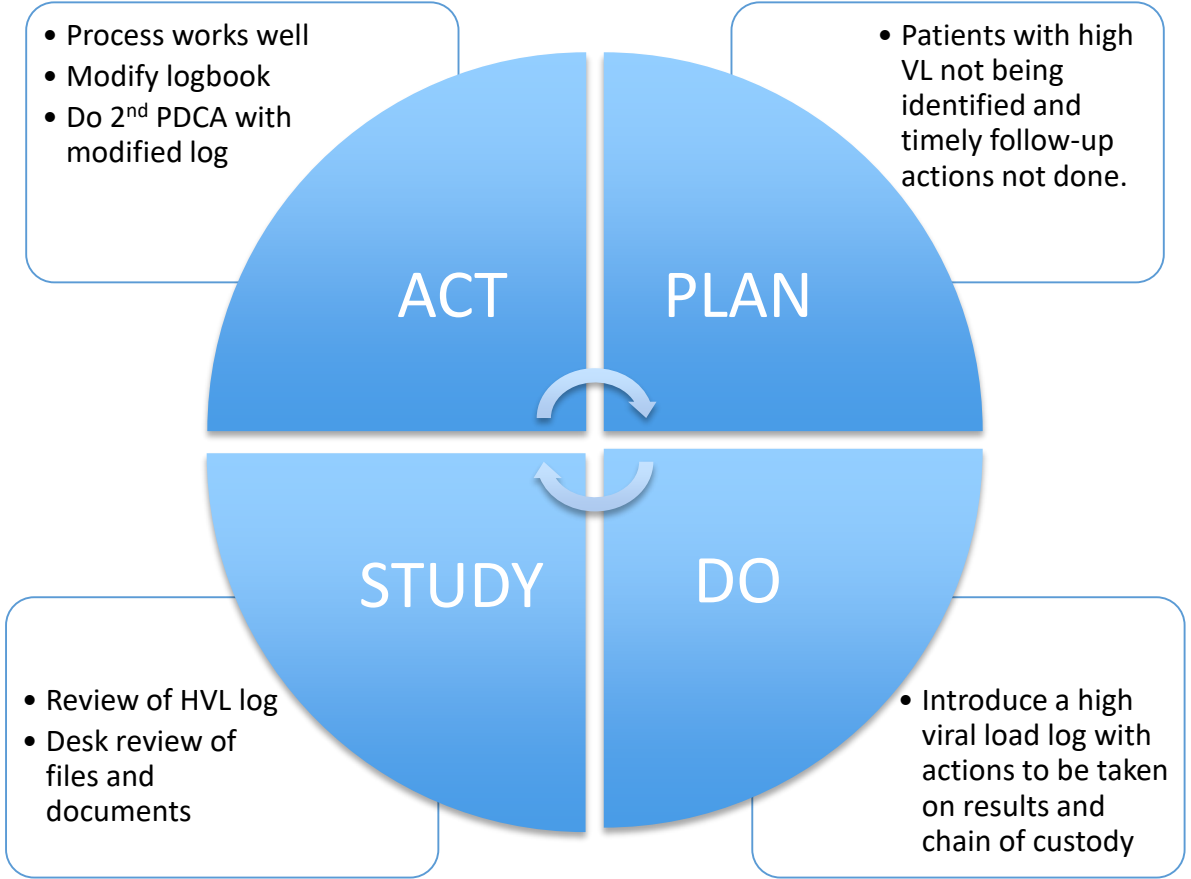 • Process works well
• Modify logbook
• Do 2nd PDCA with
modified log
• Patients with high
VL not being
identified and
timely follow-up
actions not done.
ACT
PLAN
STUDY
DO
• Review of HVL log
• Desk review of
files and
documents
• Introduce a high
viral load log with
actions to be taken
on results and
chain of custody